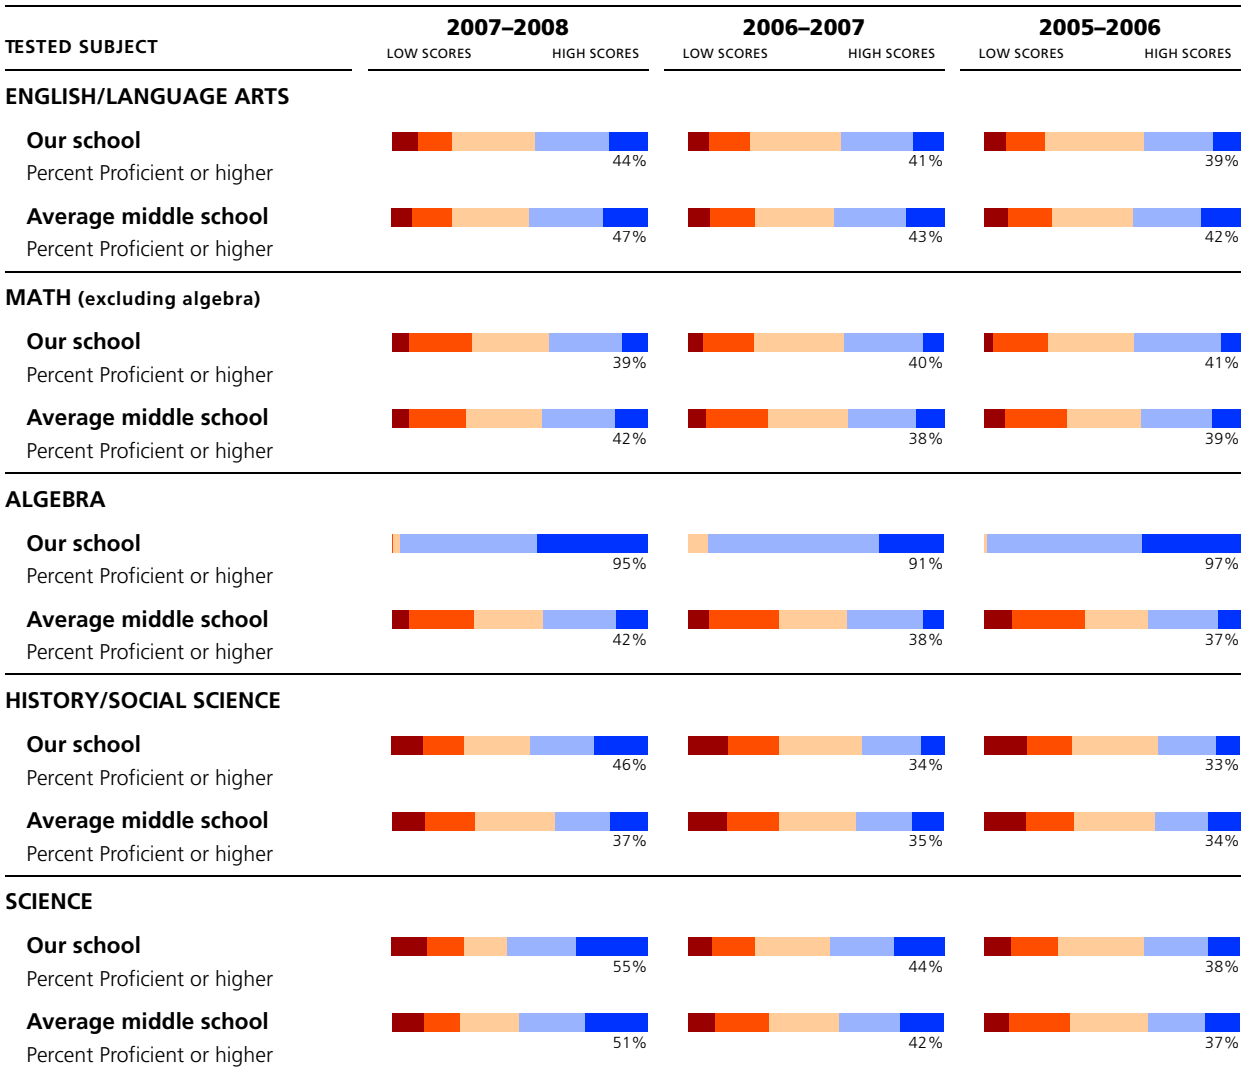 2007–2008 2006–2007 2005–2006
TESTED SUBJECT LOW SCORES HIGH SCORES LOW SCORES HIGH SCORES LOW SCORES HIGH SCORES
ENGLISH/LANGUAGE ARTS
Our school
44% 41% 39%
Percent Proficient or higher
Average middle school
47% 43% 42%
Percent Proficient or higher
MATH (excluding algebra)
Our school
39% 40% 41%
Percent Proficient or higher
Average middle school
42% 38% 39%
Percent Proficient or higher
ALGEBRA
Our school
95% 91% 97%
Percent Proficient or higher
Average middle school
42% 38% 37%
Percent Proficient or higher
HISTORY/SOCIAL SCIENCE
Our school
46% 34% 33%
Percent Proficient or higher
Average middle school
37% 35% 34%
Percent Proficient or higher
SCIENCE
Our school
55% 44% 38%
Percent Proficient or higher
Average middle school
51% 42% 37%
Percent Proficient or higher